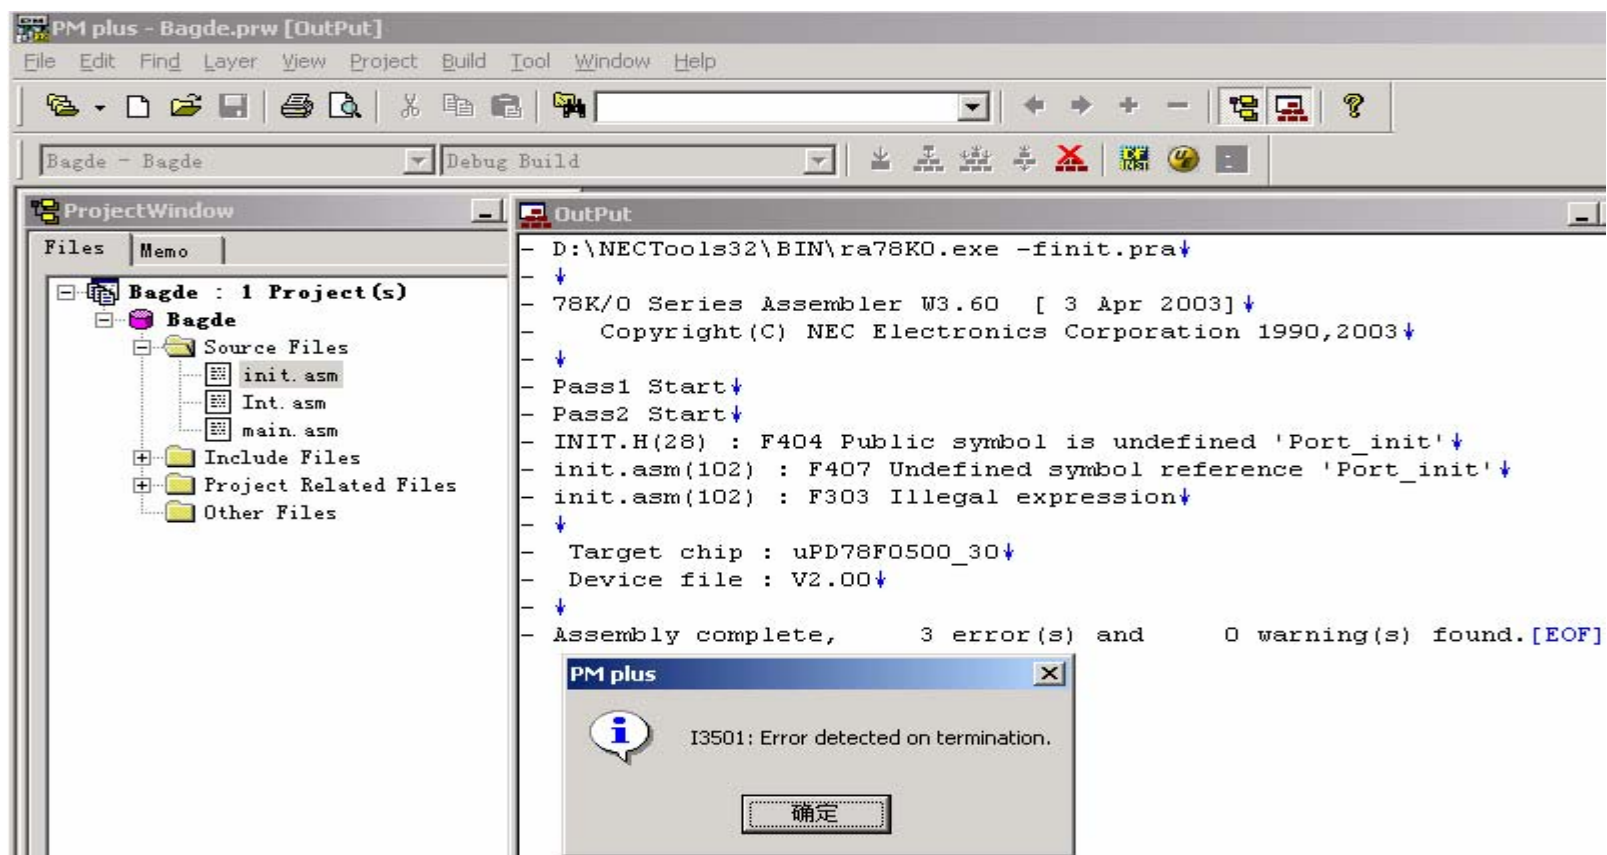 PM plus - Bagde.prw [OutPut]
File Edit Find Layer View Project Build Tool Window Help
Bagde - Bagde Debug Build
ProjectWindow
Files Memo
Bagde : 1 Project(s)
Bagde
Source Files
init.asm
Int.asm
main.asm
Include Files
Project Related Files
Other Files
OutPut
- D:\NECTools32\BIN\ra78K0.exe -finit.pra↓
- ↓
- 78K/0 Series Assembler W3.60 [ 3 Apr 2003]↓
- Copyright(C) NEC Electronics Corporation 1990,2003↓
- ↓
- Pass1 Start↓
- Pass2 Start↓
- INIT.H(28) : F404 Public symbol is undefined 'Port_init'↓
- init.asm(102) : F407 Undefined symbol reference 'Port_init'↓
- init.asm(102) : F303 Illegal expression↓
- ↓
- Target chip : uPD78F0500_30↓
- Device file : V2.00↓
- ↓
- Assembly complete, 3 error(s) and 0 warning(s) found.[EOF]
PM plus
I3501: Error detected on termination.
确定